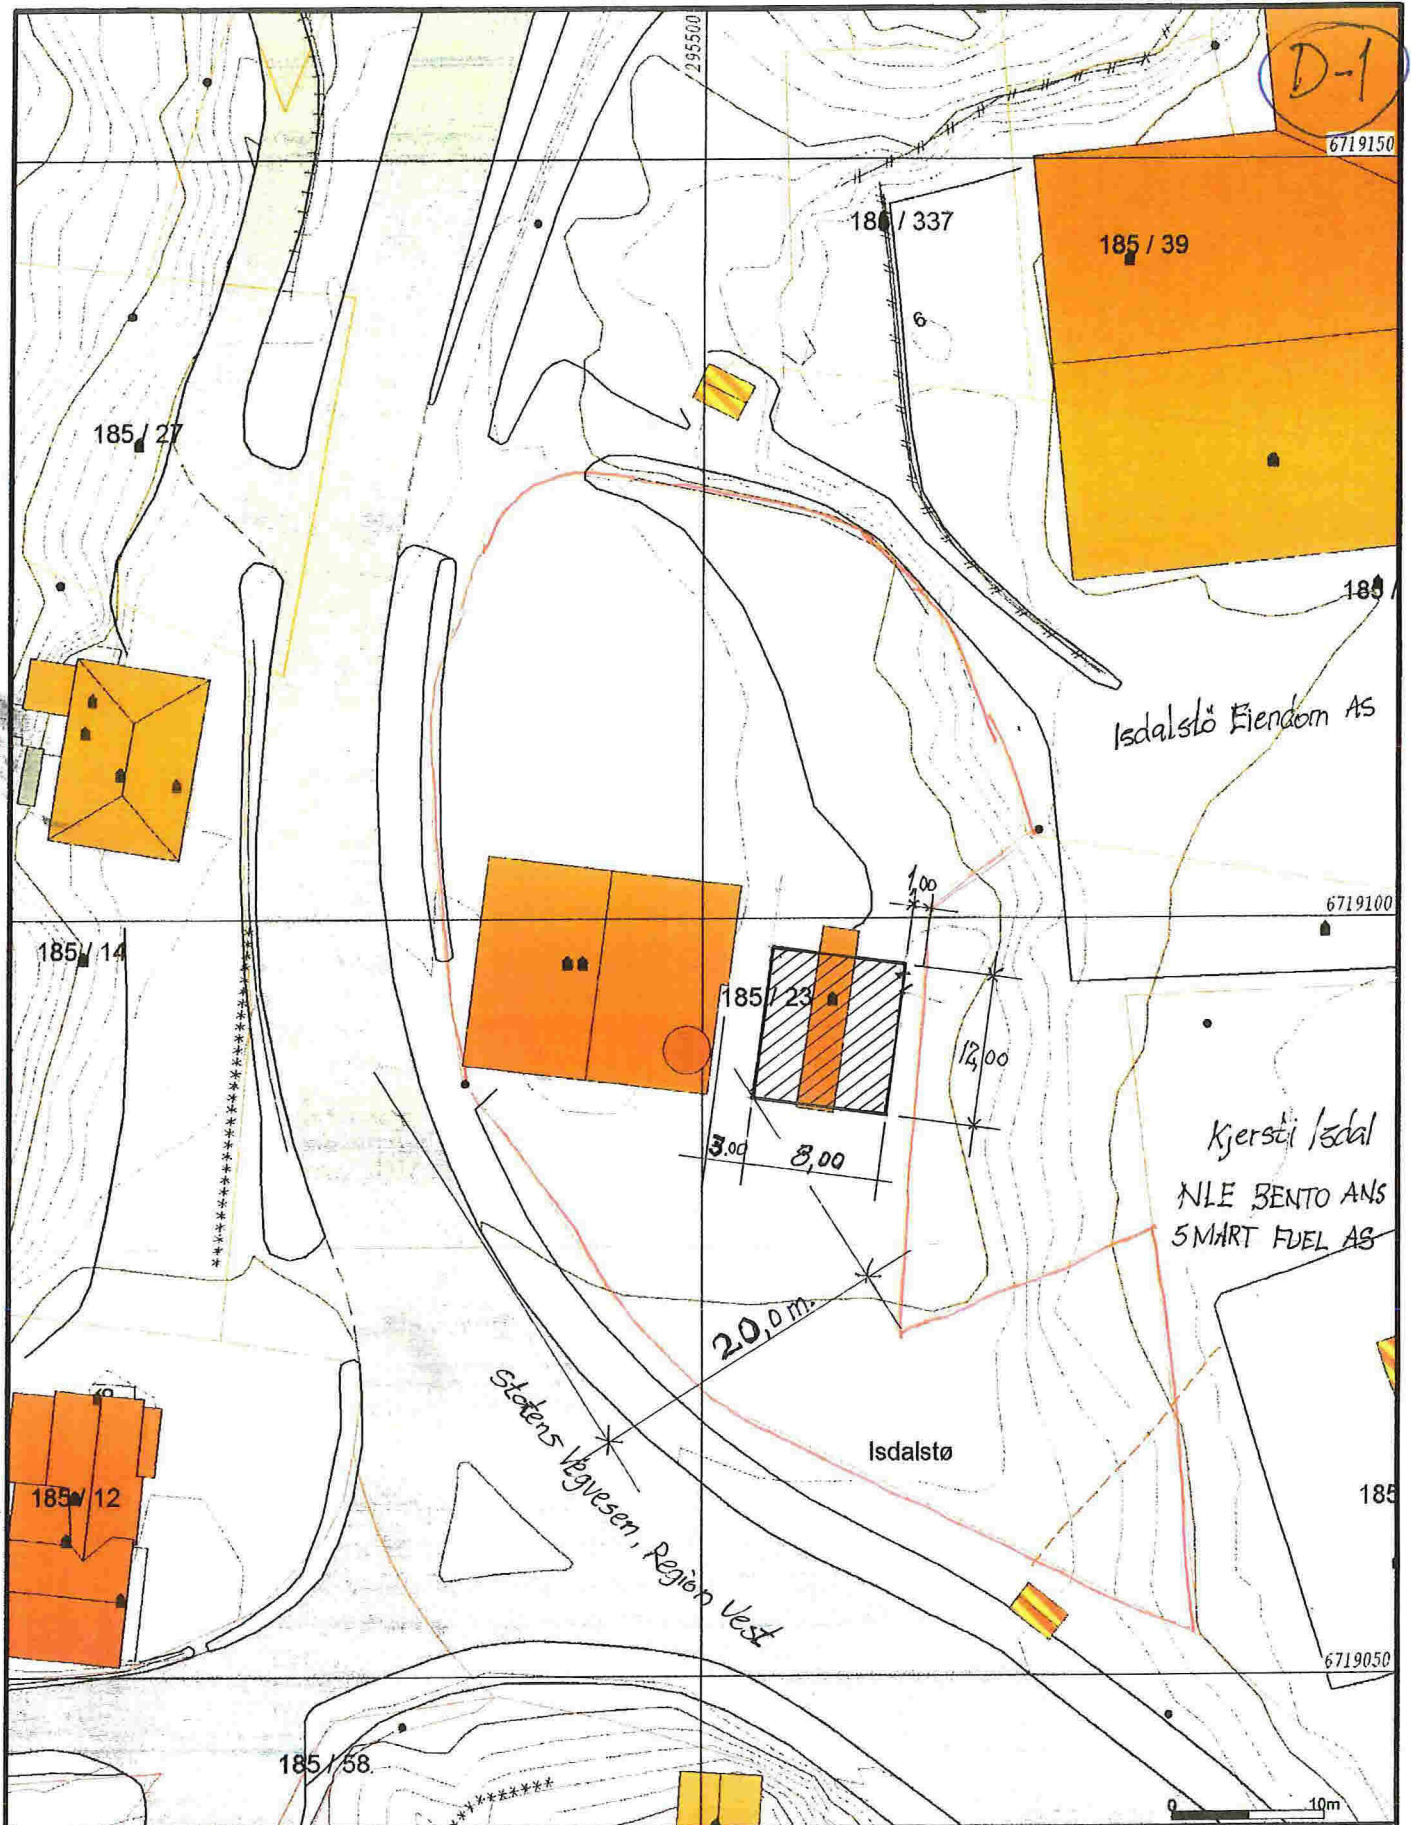 295500
D-1
6719150
185 / 337
185 / 39
6
185 / 27
185 /
Isdalstö Eiendom AS
1,00
6719100
185 / 14
185 / 23
12,00
3.00
8,00
Kjersti Isdal
NLE BENTO ANS
SMART FUEL AS
20,0 m.
Statens Vegvesen, Region Vest
Isdalstø
185 / 12
185
6719050
185 / 58
0 10m